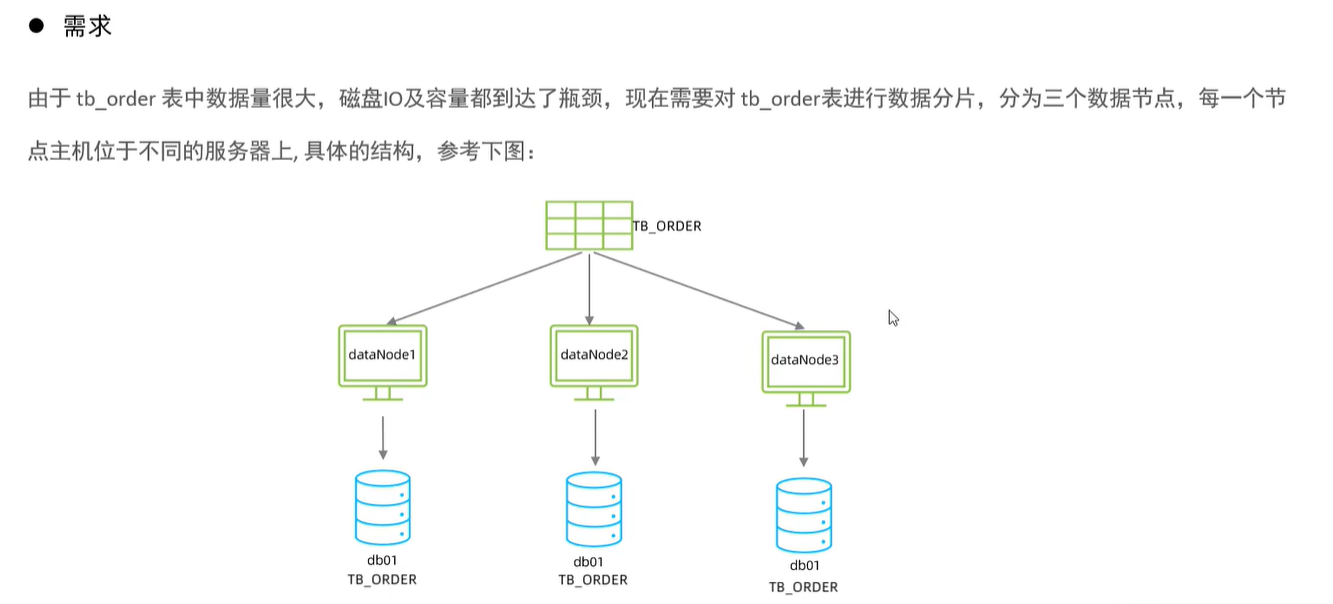 ● 需求
由于 tb_order 表中数据量很大，磁盘IO及容量都到达了瓶颈，现在需要对 tb_order表进行数据分片，分为三个数据节点，每一个节
点主机位于不同的服务器上, 具体的结构，参考下图：
TB_ORDER
dataNode1
dataNode2
dataNode3
db01
TB_ORDER
db01
TB_ORDER
db01
TB_ORDER